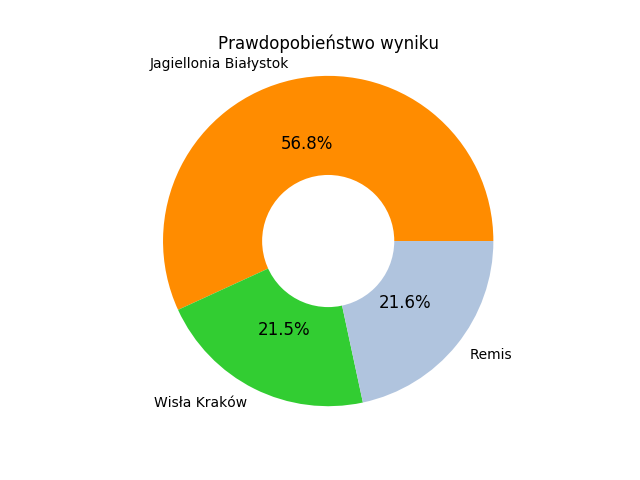 Prawdopobieństwo wyniku
Jagiellonia Białystok
56.8%
21.6%
21.5%
Remis
Wisła Kraków